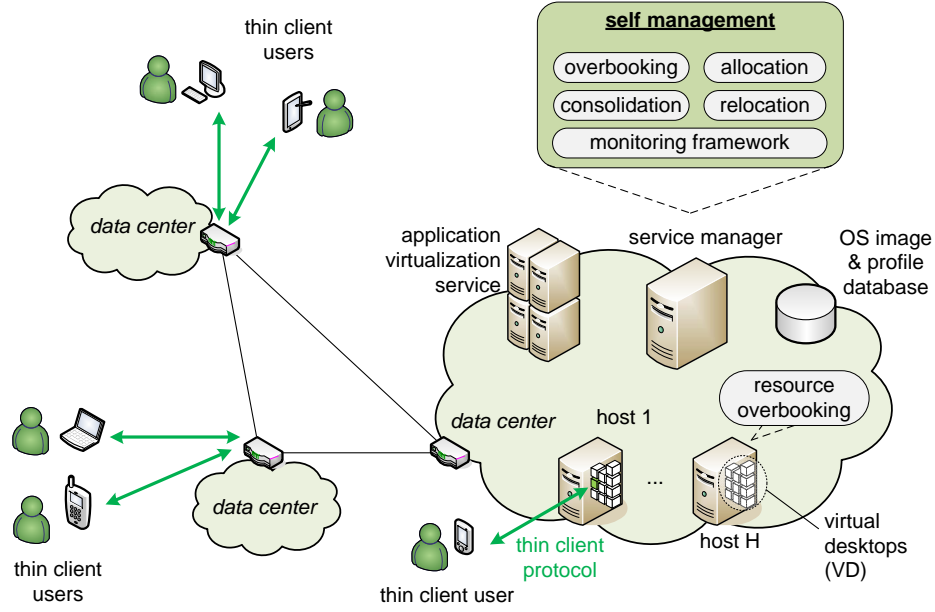 thin client
users
self management
overbooking
allocation
consolidation
relocation
monitoring framework
data center
application
virtualization
service
service manager
OS image
& profile
database
resource
overbooking
data center
host 1
...
data center
host H
virtual
desktops
(VD)
thin client
protocol
thin client
users
thin client user